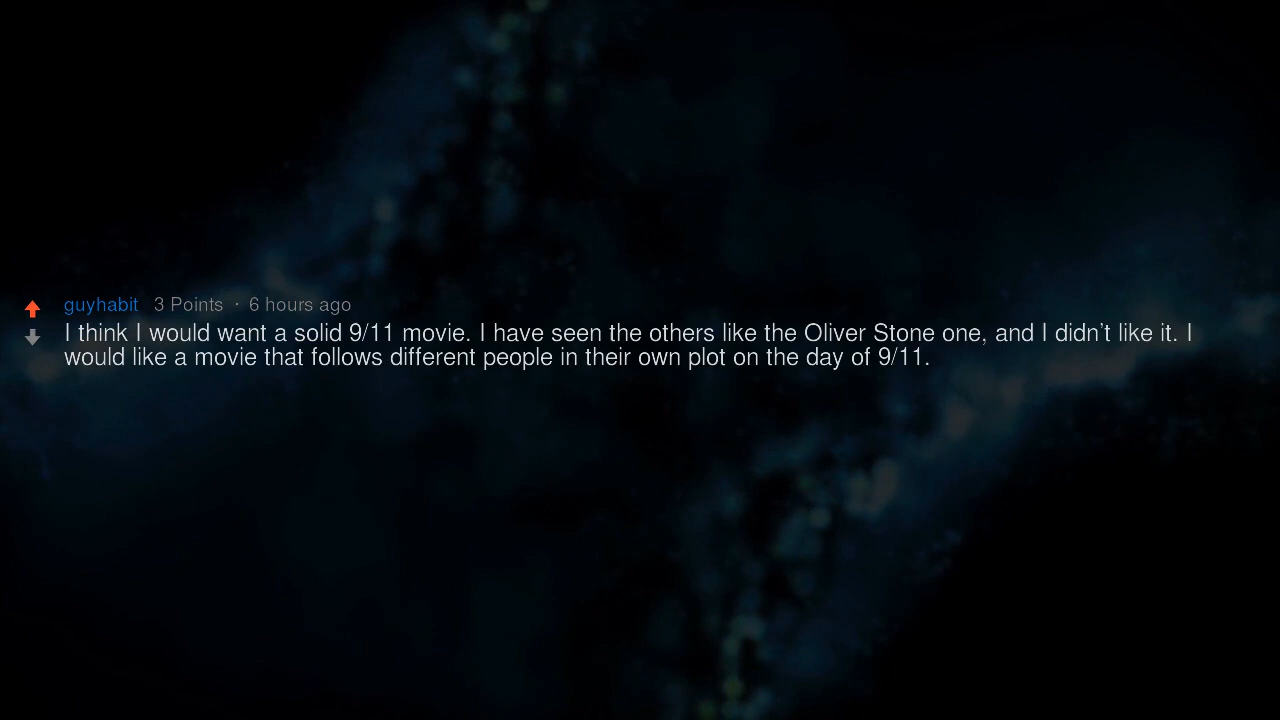 guyhabit 3 Points · 6 hours ago
I think I would want a solid 9/11 movie. I have seen the others like the Oliver Stone one, and I didn’t like it. I
would like a movie that follows different people in their own plot on the day of 9/11.